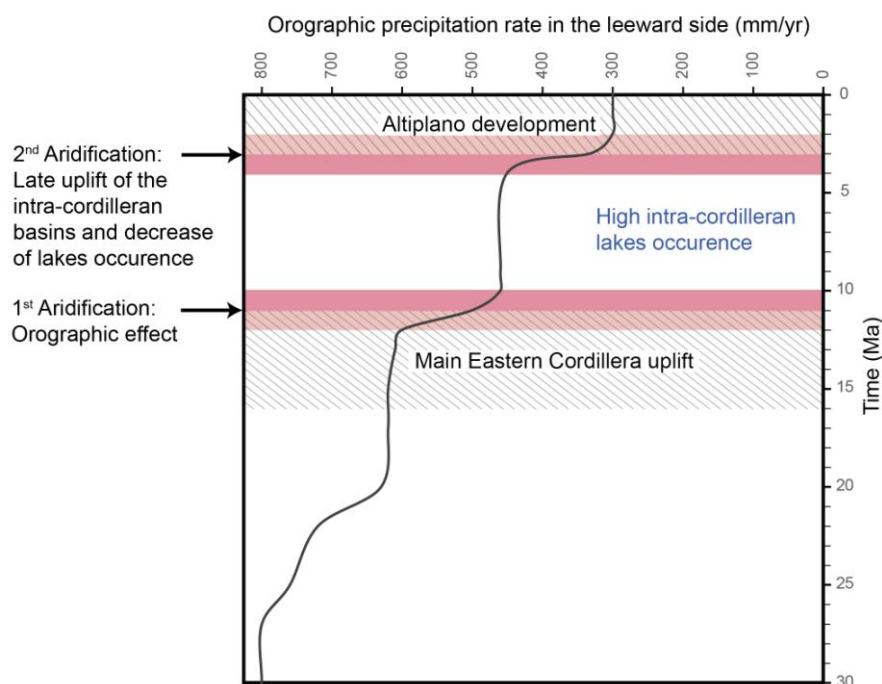 Orographic precipitation rate in the leeward side (mm/yr)
800 700 600 500 400 300 200 100 0
0
Altiplano development
2nd Aridification:
Late uplift of the
intra-cordilleran
basins and decrease
of lakes occurence
5
High intra-cordilleran
lakes occurence
10
1st Aridification:
Orographic effect
Main Eastern Cordillera uplift
15
20
25
30
Time (Ma)